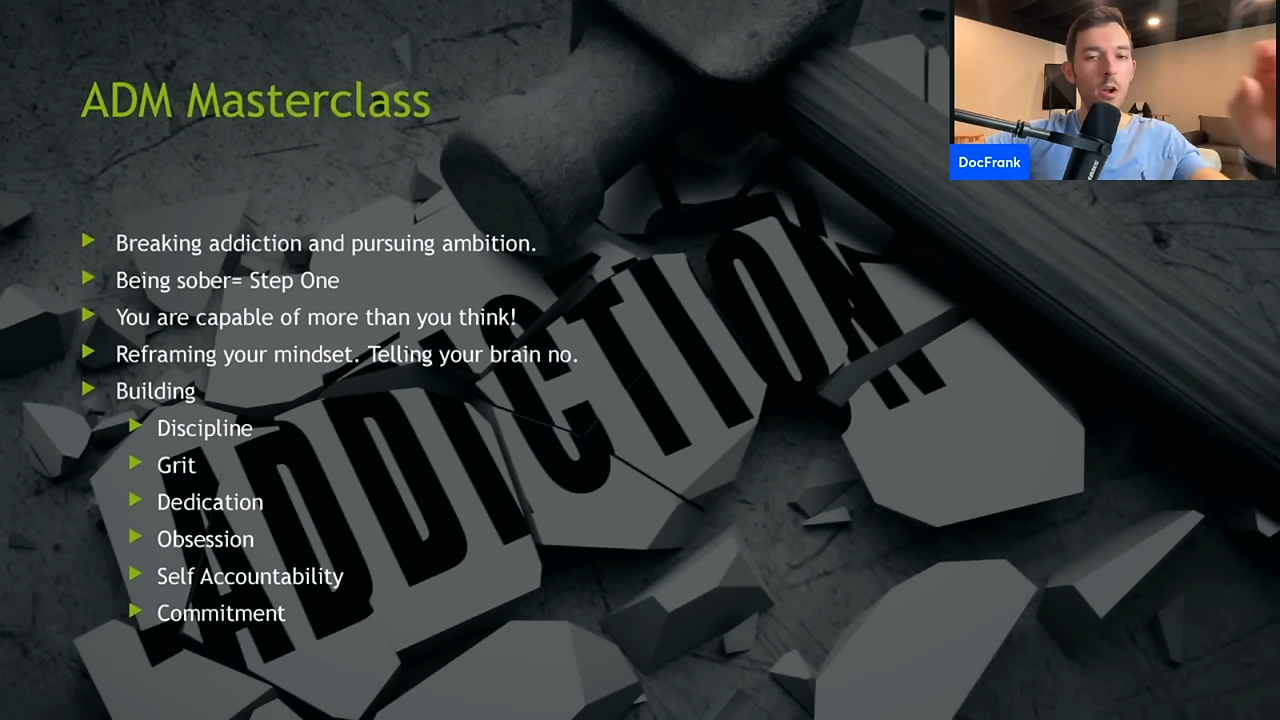 ADM Masterclass
DocFrank
Breaking addiction and pursuing ambition.
Being sober= Step One
You are capable of more than you think!
Reframing your mindset. Telling your brain no.
Building
Discipline
Grit
Dedication
Obsession
Self Accountability
Commitment
ADDICTION